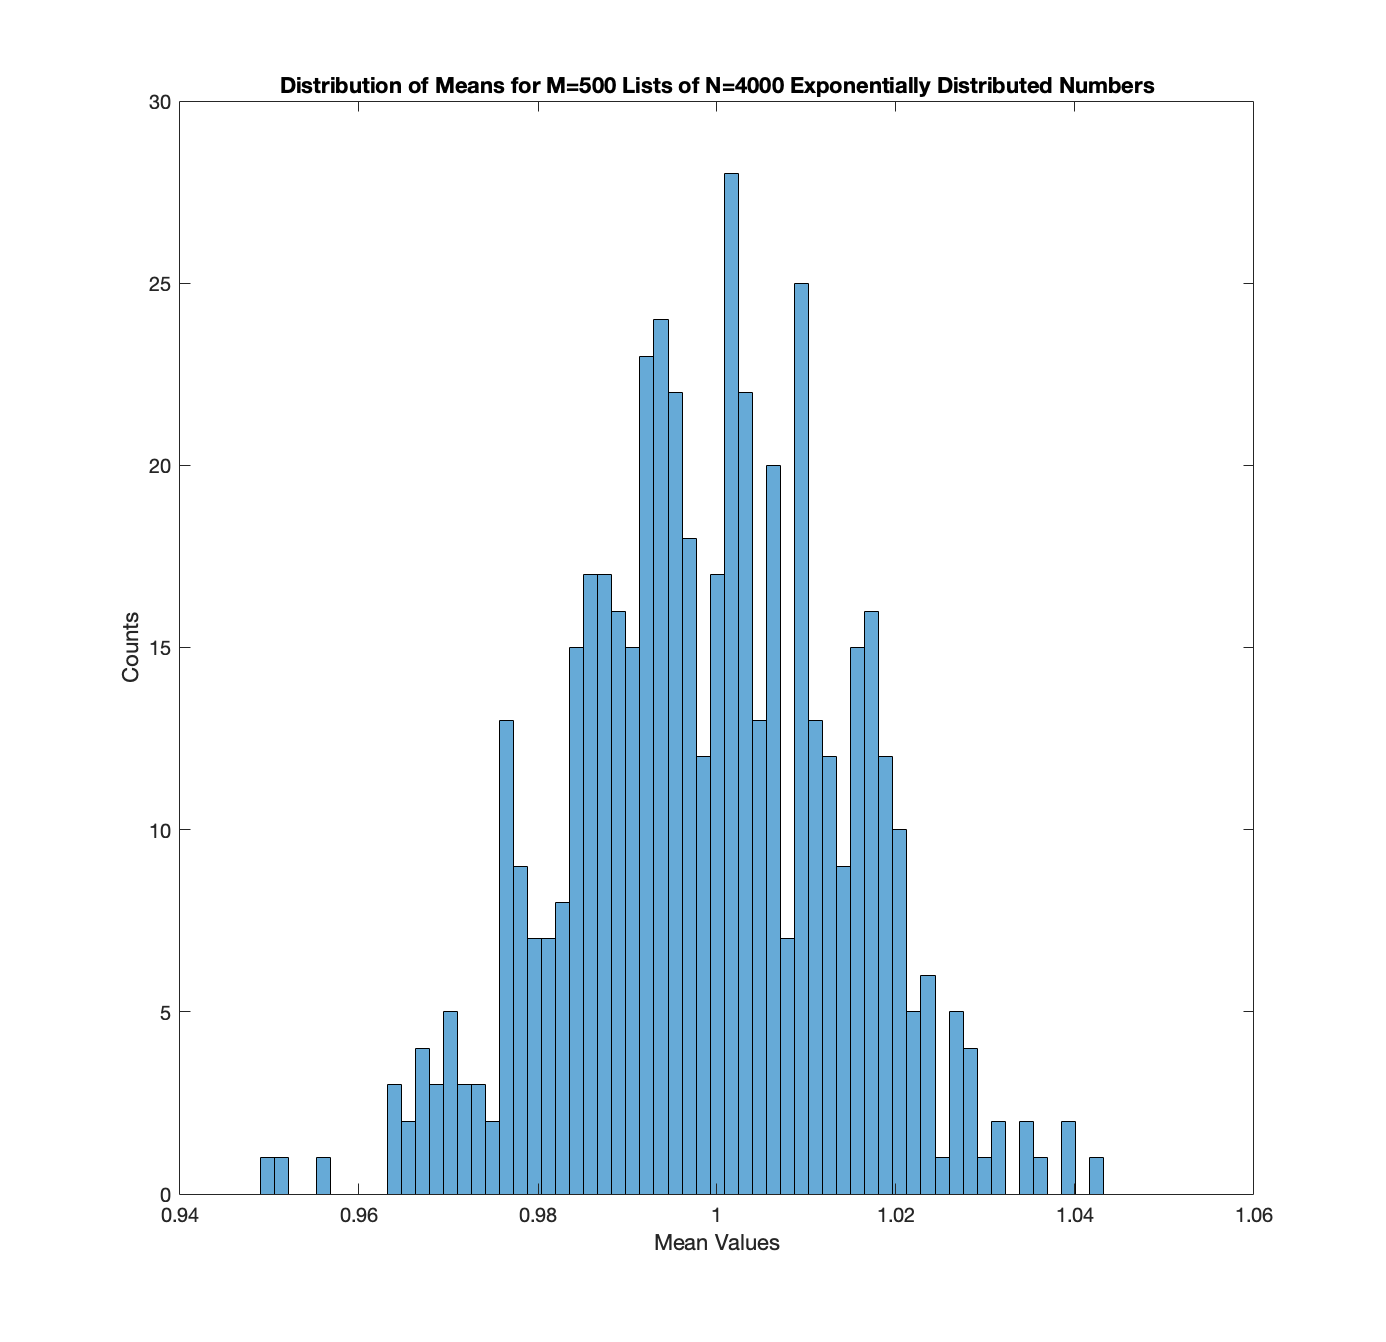 Distribution of Means for M=500 Lists of N=4000 Exponentially Distributed Numbers
30
25
20
15
10
5
0
Counts
0.94 0.96 0.98 1 1.02 1.04 1.06
Mean Values